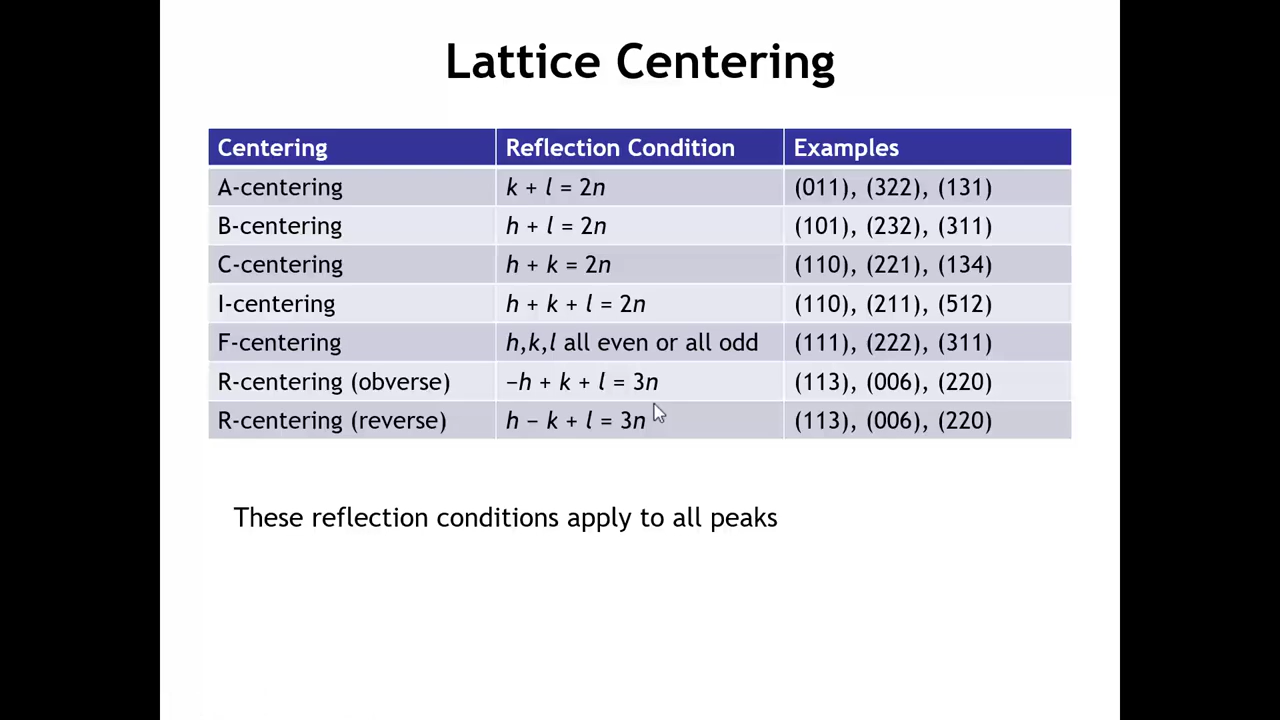 Lattice Centering
Centering Reflection Condition Examples
A-centering k + l = 2n (011), (322), (131)
B-centering h + l = 2n (101), (232), (311)
C-centering h + k = 2n (110), (221), (134)
I-centering h + k + l = 2n (110), (211), (512)
F-centering h,k,l all even or all odd (111), (222), (311)
R-centering (obverse) −h + k + l = 3n (113), (006), (220)
R-centering (reverse) h − k + l = 3n (113), (006), (220)
These reflection conditions apply to all peaks